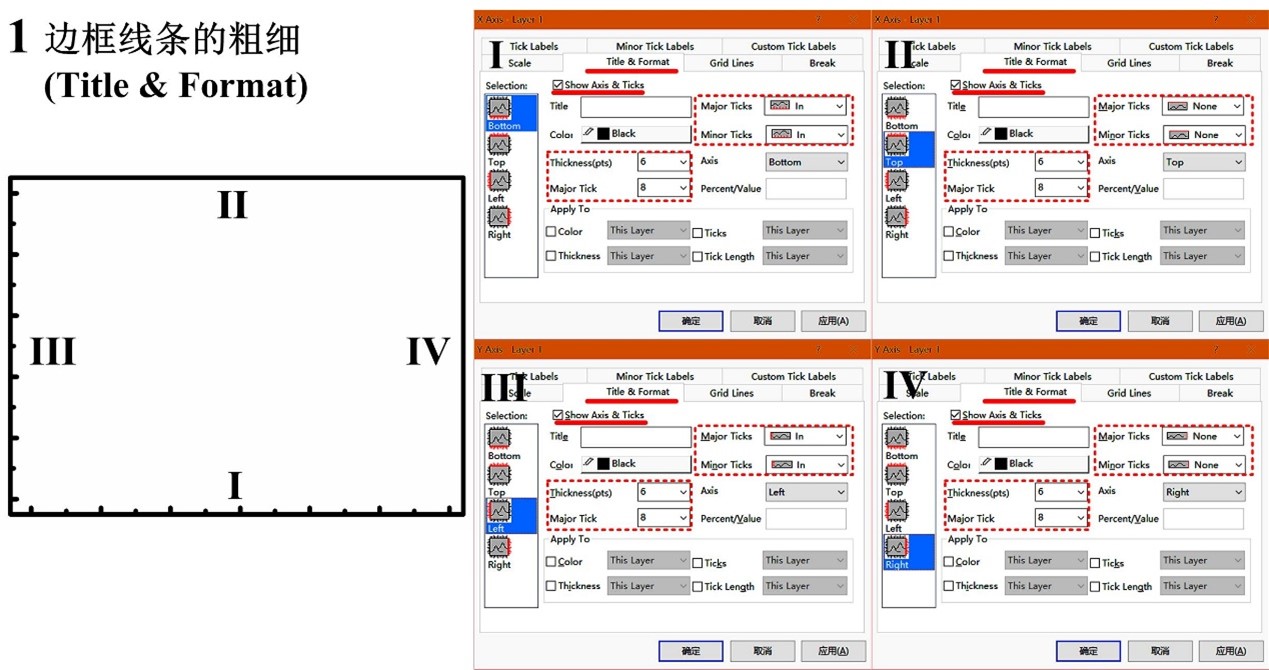 1 边框线条的粗细
(Title & Format)
II
III
IV
I
X Axis - Layer 1
?
I
Tick Labels
Minor Tick Labels
Custom Tick Labels
Scale
Title & Format
Grid Lines
Break
Selection:
Show Axis & Ticks
Bottom
Top
Left
Right
Title
Major Ticks
In
Color
Black
Minor Ticks
In
Thickness(pts)
6
Axis
Bottom
Major Tick
8
Percent/Value
Apply To
Color
This Layer
Ticks
This Layer
Thickness
This Layer
Tick Length
This Layer
确定
取消
应用(A)
X Axis - Layer 1
?
II
Tick Labels
Minor Tick Labels
Custom Tick Labels
Scale
Title & Format
Grid Lines
Break
Selection:
Show Axis & Ticks
Bottom
Top
Left
Right
Title
Major Ticks
None
Color
Black
Minor Ticks
None
Thickness(pts)
6
Axis
Top
Major Tick
8
Percent/Value
Apply To
Color
This Layer
Ticks
This Layer
Thickness
This Layer
Tick Length
This Layer
确定
取消
应用(A)
Y Axis - Layer 1
?
III
Tick Labels
Minor Tick Labels
Custom Tick Labels
Scale
Title & Format
Grid Lines
Break
Selection:
Show Axis & Ticks
Bottom
Top
Left
Right
Title
Major Ticks
In
Color
Black
Minor Ticks
In
Thickness(pts)
6
Axis
Left
Major Tick
8
Percent/Value
Apply To
Color
This Layer
Ticks
This Layer
Thickness
This Layer
Tick Length
This Layer
确定
取消
应用(A)
Y Axis - Layer 1
?
IV
Tick Labels
Minor Tick Labels
Custom Tick Labels
Scale
Title & Format
Grid Lines
Break
Selection:
Show Axis & Ticks
Bottom
Top
Left
Right
Title
Major Ticks
None
Color
Black
Minor Ticks
None
Thickness(pts)
6
Axis
Right
Major Tick
8
Percent/Value
Apply To
Color
This Layer
Ticks
This Layer
Thickness
This Layer
Tick Length
This Layer
确定
取消
应用(A)